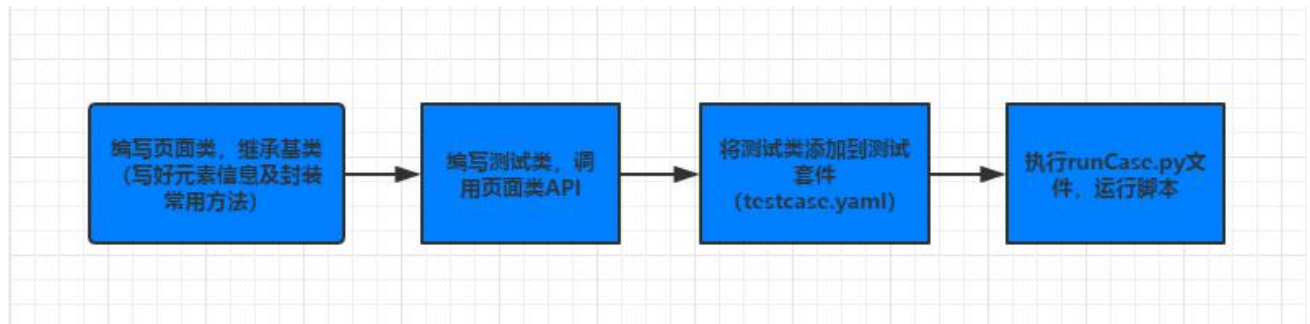 编写页面类，继承基类
（写好元素信息及封装
常用方法）
编写测试类，调
用页面类API
将测试类添加到测试
套件
（testcase.yaml）
执行runCase.py文
件，运行脚本